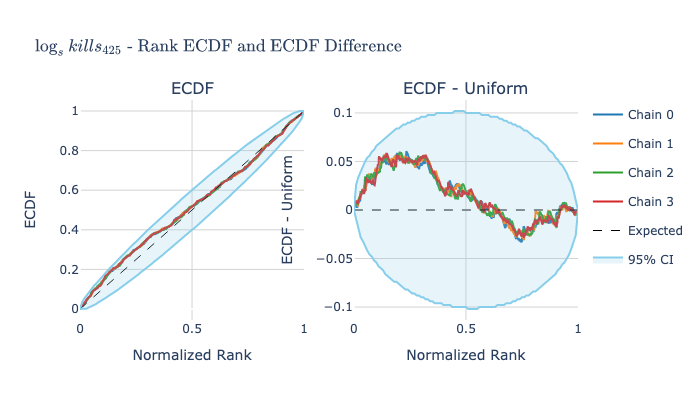 log_s kills_425 - Rank ECDF and ECDF Difference
ECDF
ECDF
1
0.8
0.6
0.4
0.2
0
0 0.5 1
Normalized Rank
ECDF - Uniform
ECDF - Uniform
0.1
0.05
0
−0.05
−0.1
0 0.5 1
Normalized Rank
Chain 0
Chain 1
Chain 2
Chain 3
Expected
95% CI